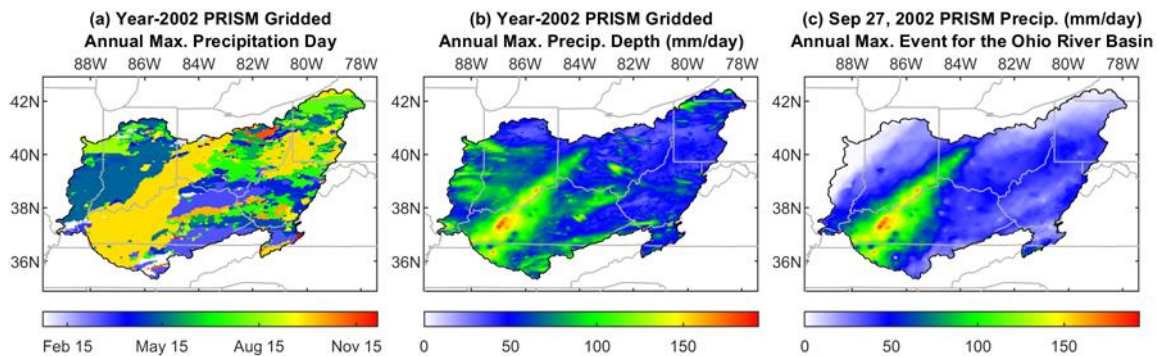 (a) Year-2002 PRISM Gridded
Annual Max. Precipitation Day
88W 86W 84W 82W 80W 78W
42N
40N
38N
36N
Feb 15 May 15 Aug 15 Nov 15
(b) Year-2002 PRISM Gridded
Annual Max. Precip. Depth (mm/day)
88W 86W 84W 82W 80W 78W
42N
40N
38N
36N
0 50 100 150
(c) Sep 27, 2002 PRISM Precip. (mm/day)
Annual Max. Event for the Ohio River Basin
88W 86W 84W 82W 80W 78W
42N
40N
38N
36N
0 50 100 150